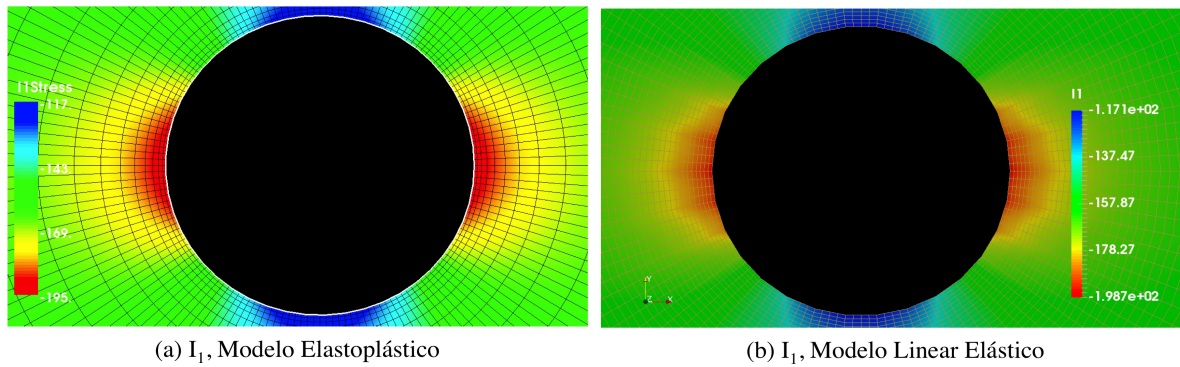 I1Stress
-117.
-143.
-169.
-195.
I1
-1.171e+02
-137.47
-157.87
-178.27
-1.987e+02
Y
Z
X
(a) I₁, Modelo Elastoplástico
(b) I₁, Modelo Linear Elástico